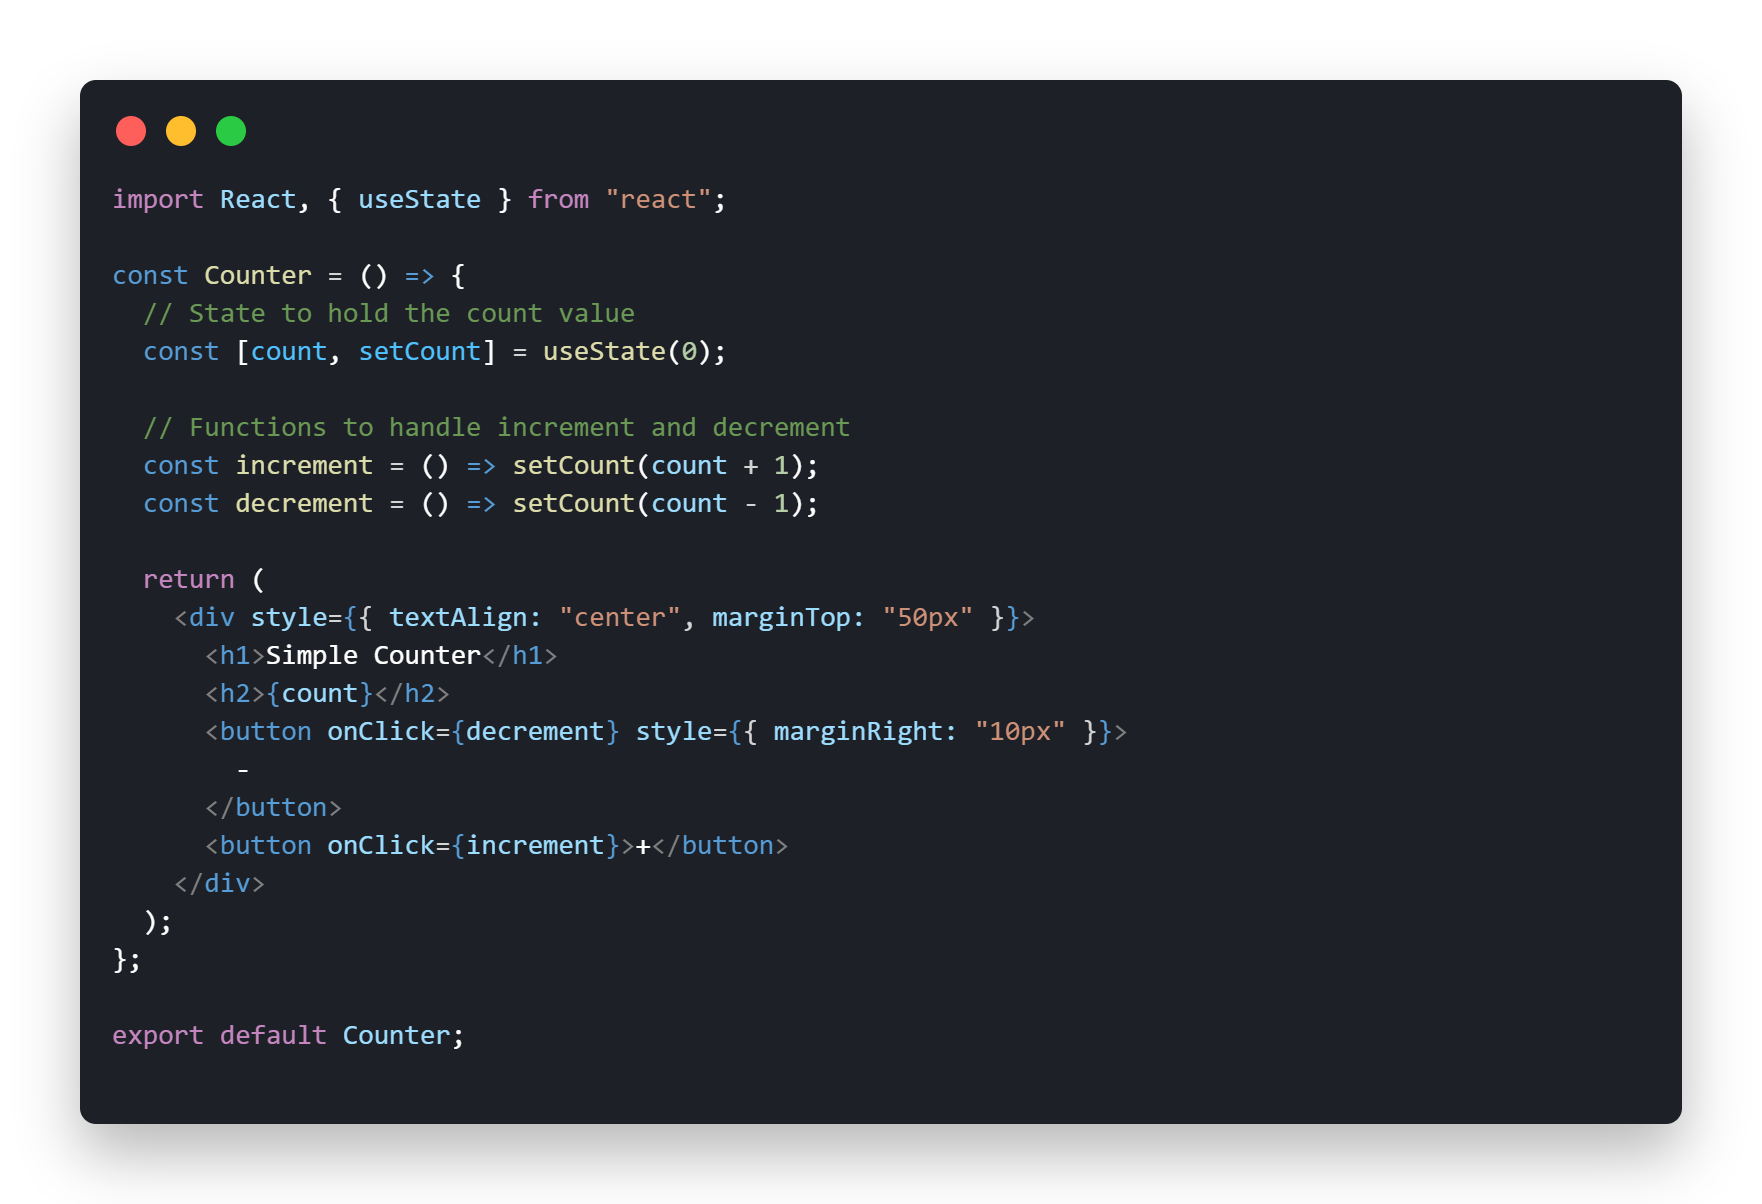 import React, { useState } from "react";

const Counter = () => {
  // State to hold the count value
  const [count, setCount] = useState(0);

  // Functions to handle increment and decrement
  const increment = () => setCount(count + 1);
  const decrement = () => setCount(count - 1);

  return (
    <div style={{ textAlign: "center", marginTop: "50px" }}>
      <h1>Simple Counter</h1>
      <h2>{count}</h2>
      <button onClick={decrement} style={{ marginRight: "10px" }}>
        -
      </button>
      <button onClick={increment}>+</button>
    </div>
  );
};

export default Counter;